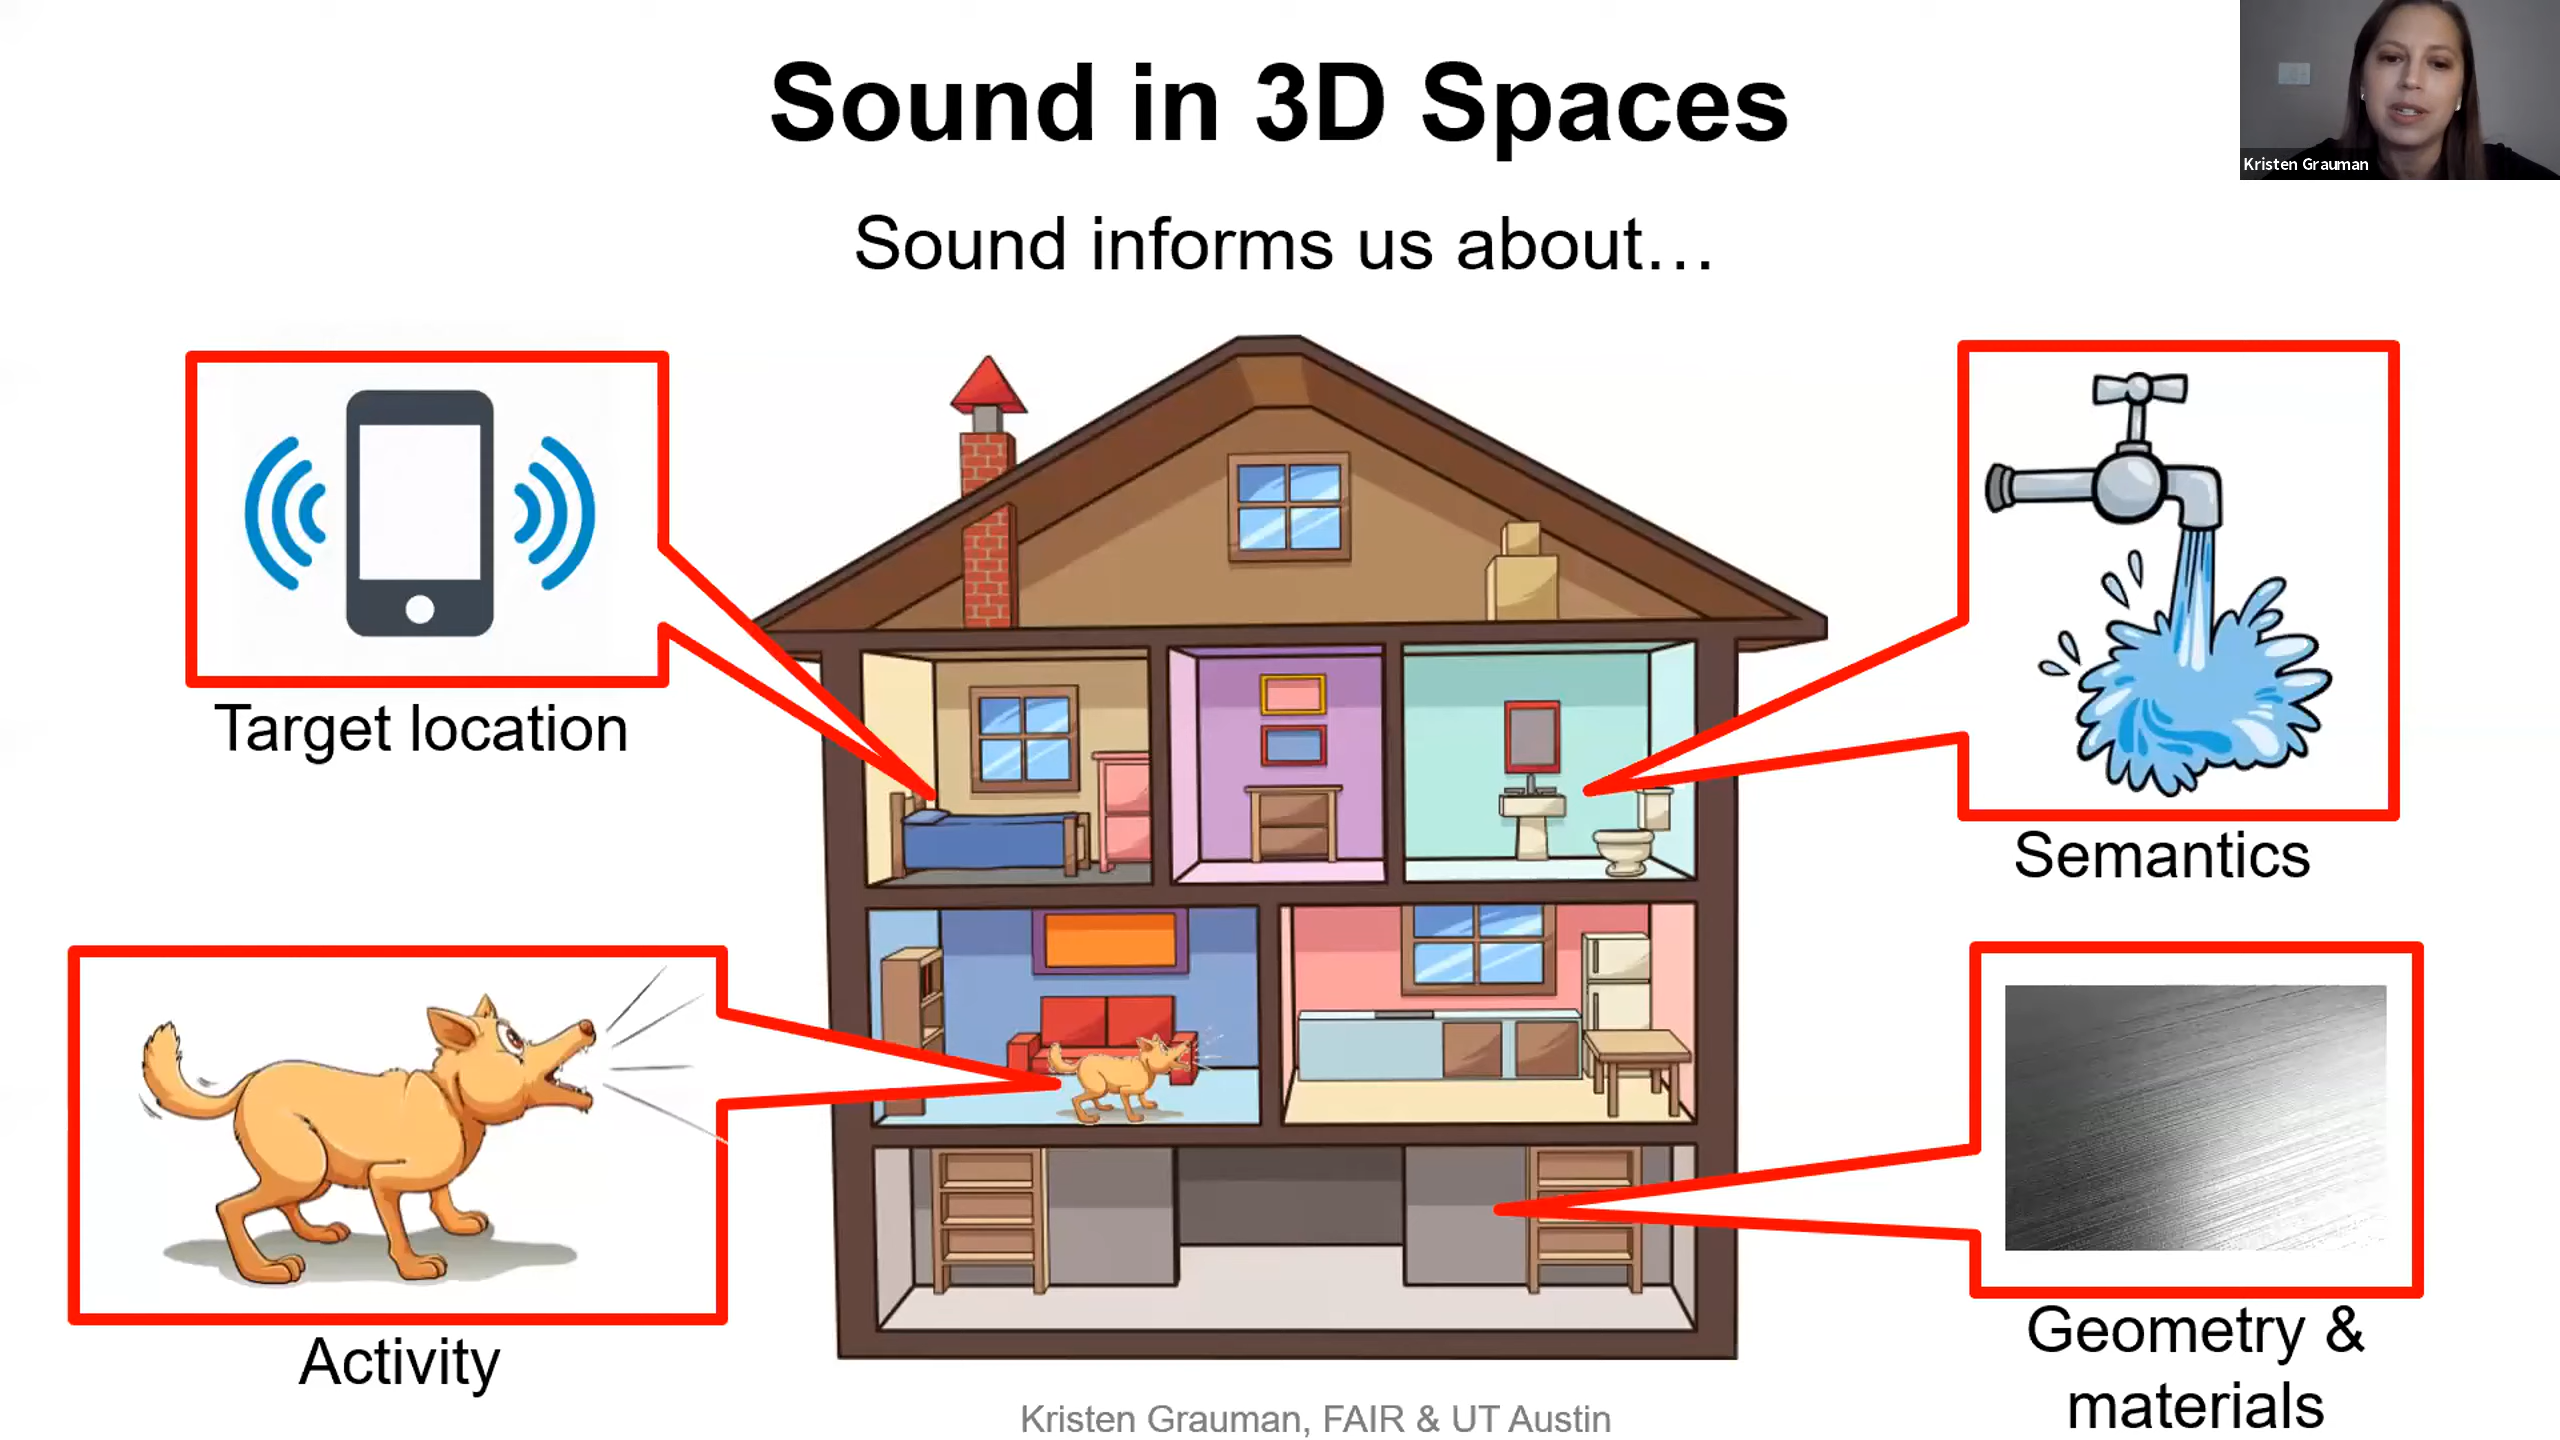 Sound in 3D Spaces
Kristen Grauman
Sound informs us about…
Target location
Semantics
Activity
Geometry &
materials
Kristen Grauman, FAIR & UT Austin